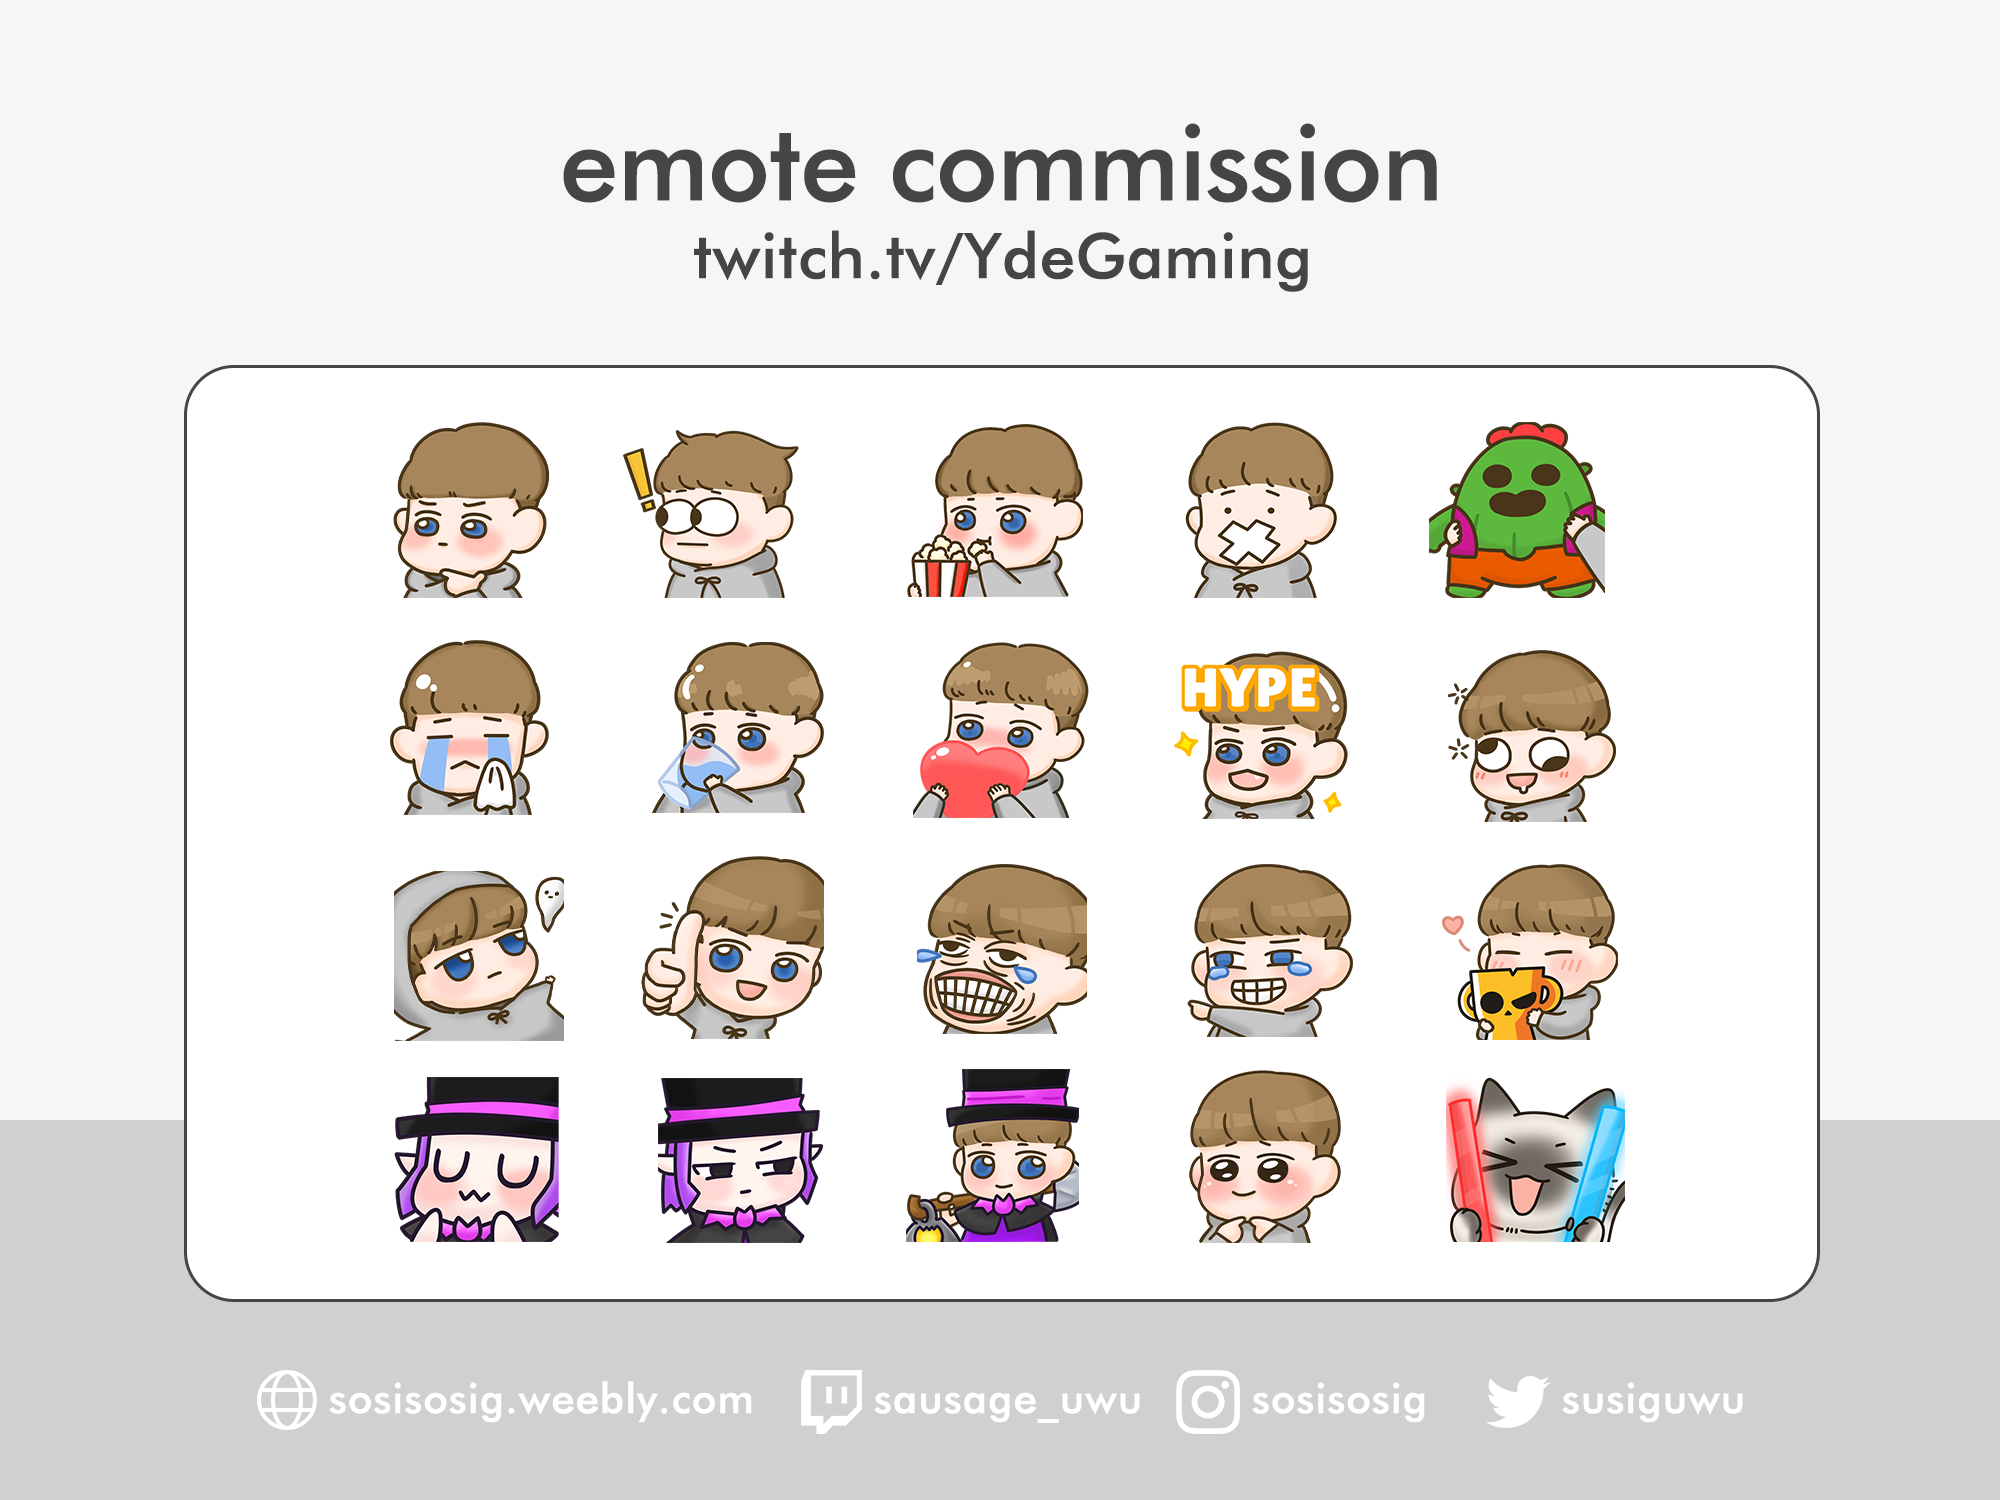 emote commission
twitch.tv/YdeGaming
!
HYPE
sosisosig.weebly.com
sausage_uwu
sosisosig
susiguwu